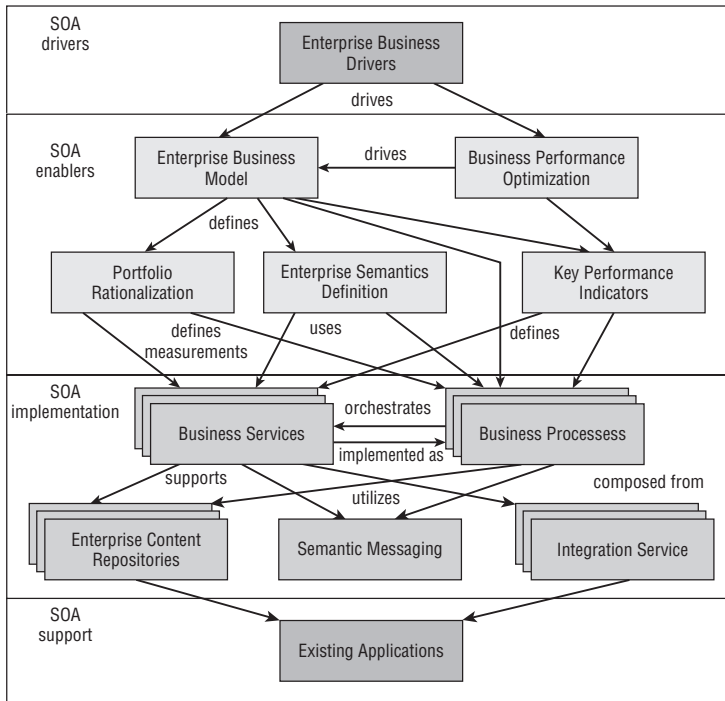 SOA
drivers
Enterprise Business
Drivers
drives
SOA
enablers
Enterprise Business
Model
drives
Business Performance
Optimization
defines
Portfolio
Rationalization
Enterprise Semantics
Definition
Key Performance
Indicators
defines
measurements
uses
defines
SOA
implementation
Business Services
orchestrates
implemented as
Business Processess
supports
utilizes
composed from
Enterprise Content
Repositories
Semantic Messaging
Integration Service
SOA
support
Existing Applications